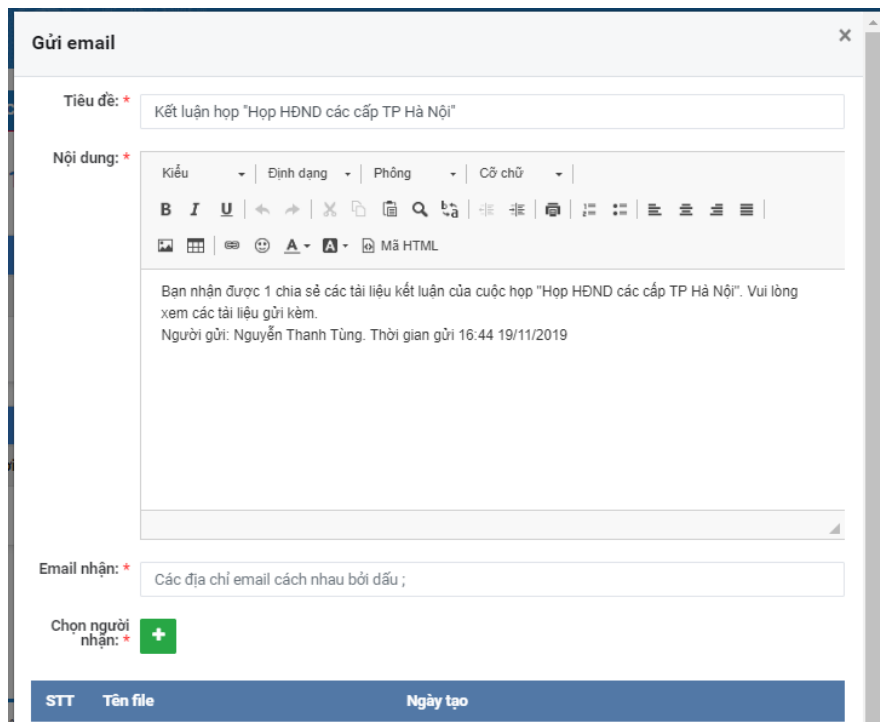 Gửi email
×
Tiêu đề: *
Kết luận họp "Họp HĐND các cấp TP Hà Nội"
Nội dung: *
Kiểu Định dạng Phông Cỡ chữ
B I U
A A Mã HTML
Bạn nhận được 1 chia sẻ các tài liệu kết luận của cuộc họp "Họp HĐND các cấp TP Hà Nội". Vui lòng
xem các tài liệu gửi kèm.
Người gửi: Nguyễn Thanh Tùng. Thời gian gửi 16:44 19/11/2019
Email nhận: *
Các địa chỉ email cách nhau bởi dấu ;
Chọn người
nhận: *
+
STT Tên file Ngày tạo